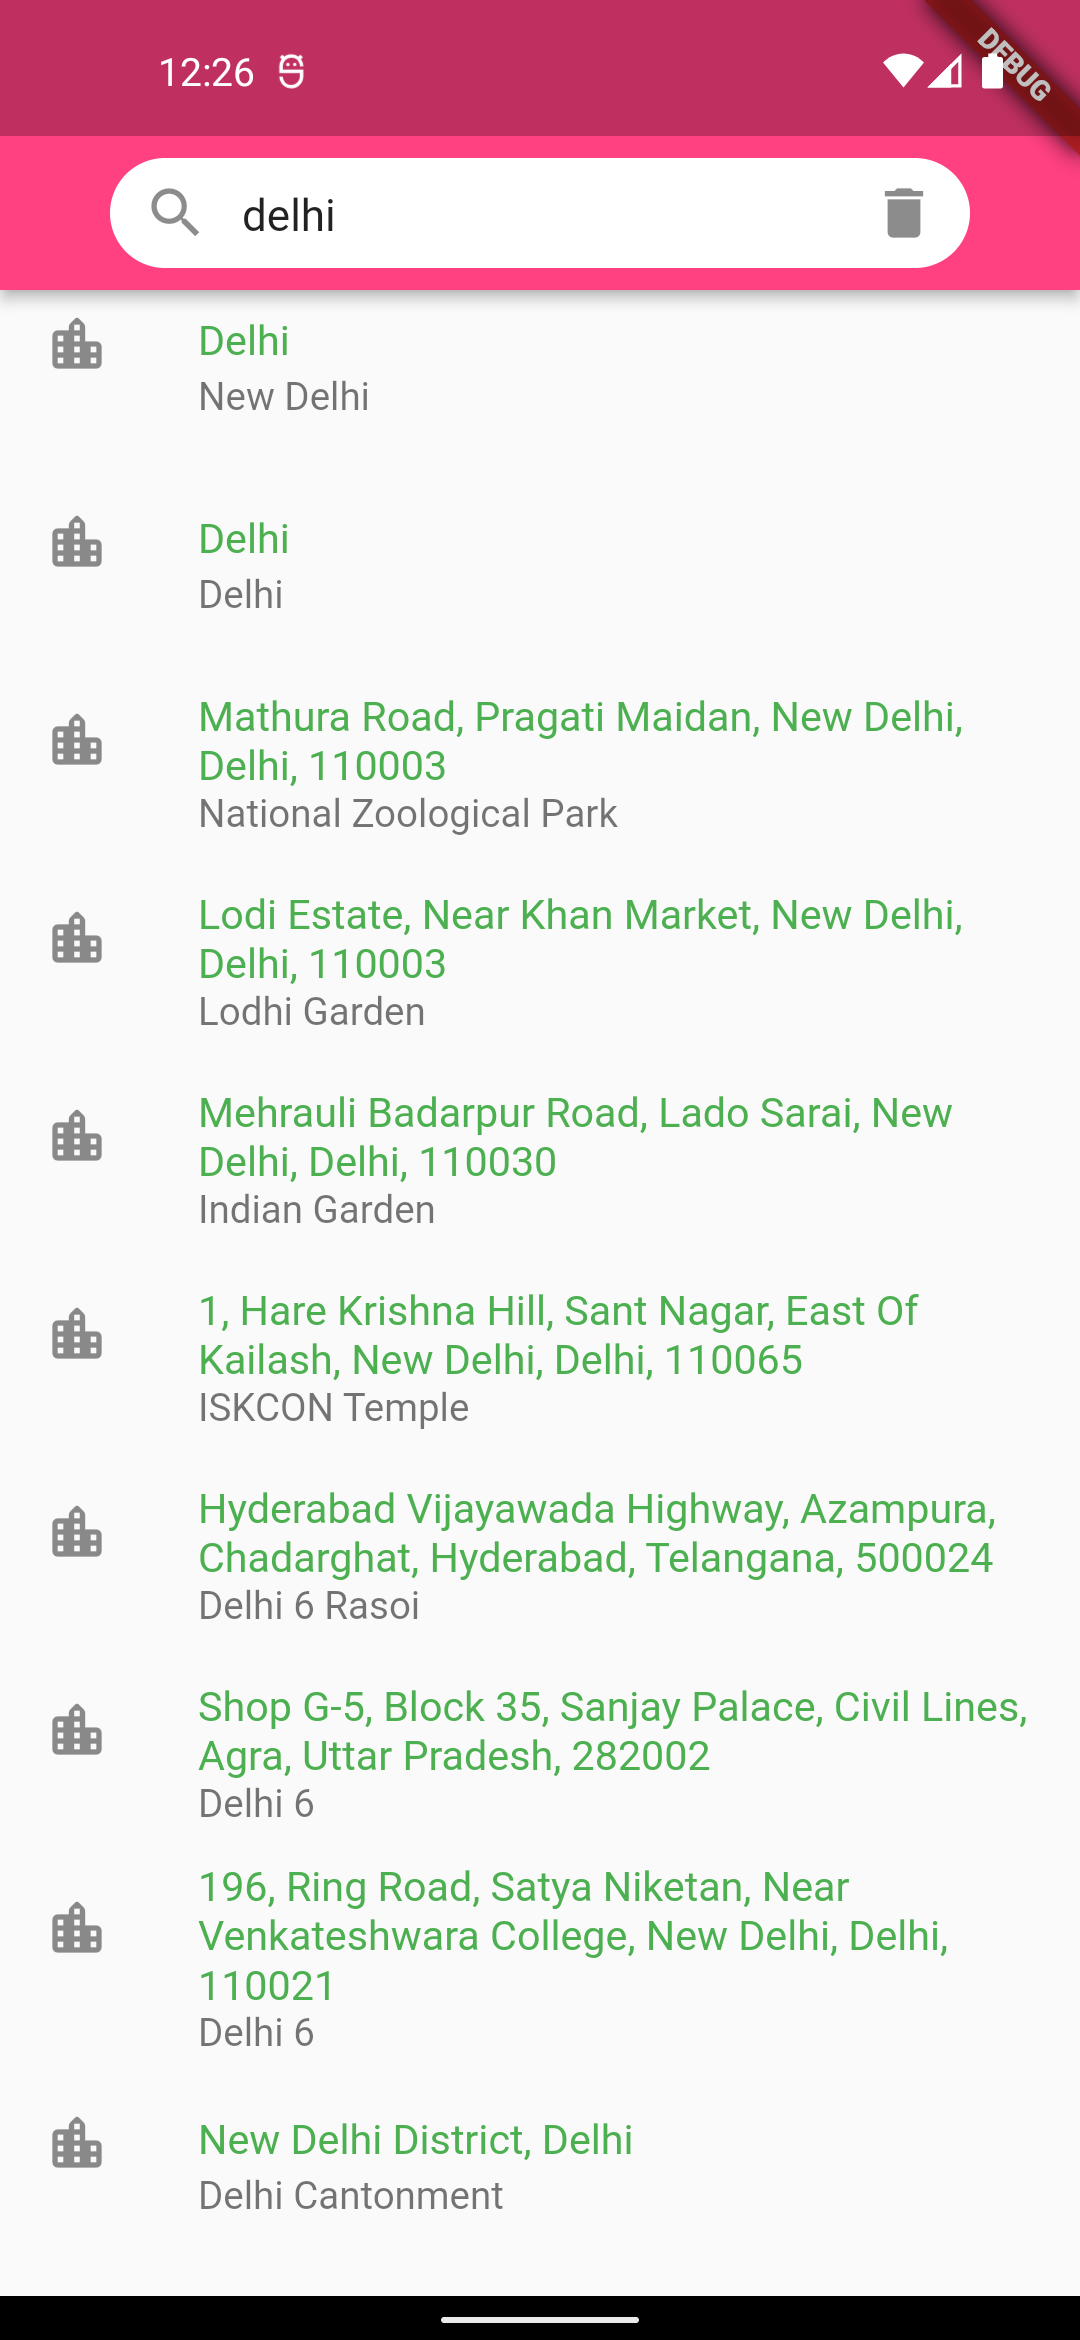 12:26
DEBUG
delhi
Delhi
New Delhi
Delhi
Delhi
Mathura Road, Pragati Maidan, New Delhi,
Delhi, 110003
National Zoological Park
Lodi Estate, Near Khan Market, New Delhi,
Delhi, 110003
Lodhi Garden
Mehrauli Badarpur Road, Lado Sarai, New
Delhi, Delhi, 110030
Indian Garden
1, Hare Krishna Hill, Sant Nagar, East Of
Kailash, New Delhi, Delhi, 110065
ISKCON Temple
Hyderabad Vijayawada Highway, Azampura,
Chadarghat, Hyderabad, Telangana, 500024
Delhi 6 Rasoi
Shop G-5, Block 35, Sanjay Palace, Civil Lines,
Agra, Uttar Pradesh, 282002
Delhi 6
196, Ring Road, Satya Niketan, Near
Venkateshwara College, New Delhi, Delhi,
110021
Delhi 6
New Delhi District, Delhi
Delhi Cantonment